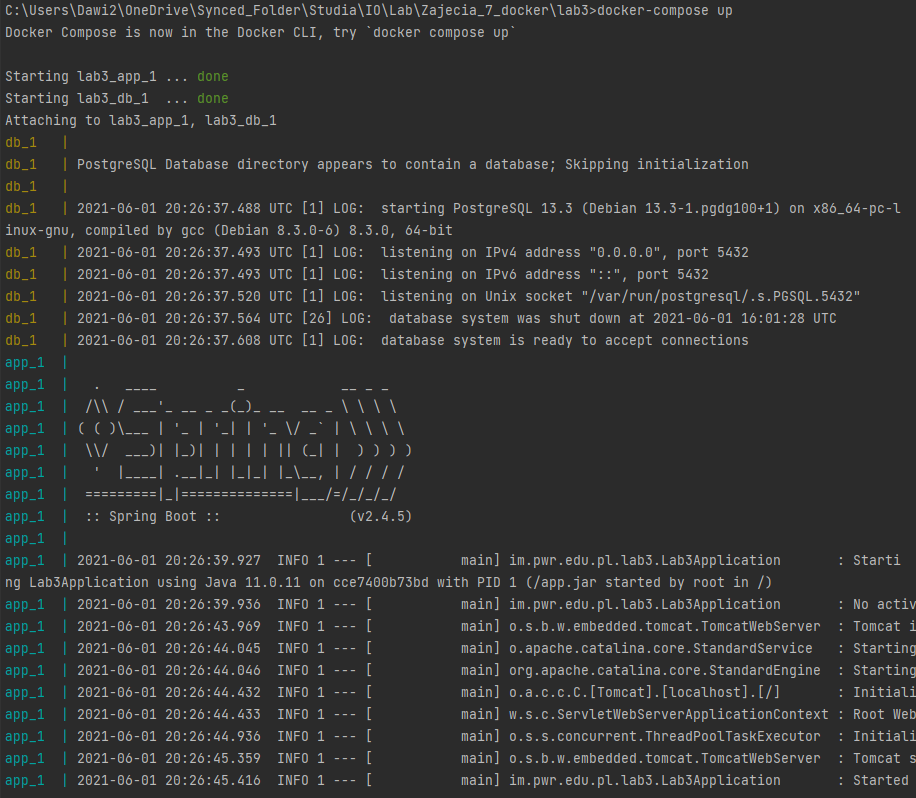 C:\Users\Dawi2\OneDrive\Synced_Folder\Studia\IO\Lab\Zajecia_7_docker\lab3>docker-compose up
Docker Compose is now in the Docker CLI, try `docker compose up`

Starting lab3_app_1 ... done
Starting lab3_db_1  ... done
Attaching to lab3_app_1, lab3_db_1
db_1   |
db_1   | PostgreSQL Database directory appears to contain a database; Skipping initialization
db_1   |
db_1   | 2021-06-01 20:26:37.488 UTC [1] LOG:  starting PostgreSQL 13.3 (Debian 13.3-1.pgdg100+1) on x86_64-pc-l
inux-gnu, compiled by gcc (Debian 8.3.0-6) 8.3.0, 64-bit
db_1   | 2021-06-01 20:26:37.493 UTC [1] LOG:  listening on IPv4 address "0.0.0.0", port 5432
db_1   | 2021-06-01 20:26:37.493 UTC [1] LOG:  listening on IPv6 address "::", port 5432
db_1   | 2021-06-01 20:26:37.520 UTC [1] LOG:  listening on Unix socket "/var/run/postgresql/.s.PGSQL.5432"
db_1   | 2021-06-01 20:26:37.564 UTC [26] LOG:  database system was shut down at 2021-06-01 16:01:28 UTC
db_1   | 2021-06-01 20:26:37.608 UTC [1] LOG:  database system is ready to accept connections
app_1  |
app_1  |   .   ____          _            __ _ _
app_1  |  /\\ / ___'_ __ _ _(_)_ __  __ _ \ \ \ \
app_1  | ( ( )\___ | '_ | '_| | '_ \/ _` | \ \ \ \
app_1  |  \\/  ___)| |_)| | | | | || (_| |  ) ) ) )
app_1  |   '  |____| .__|_| |_|_| |_\__, | / / / /
app_1  |  =========|_|==============|___/=/_/_/_/
app_1  |  :: Spring Boot ::                (v2.4.5)
app_1  |
app_1  | 2021-06-01 20:26:39.927  INFO 1 --- [           main] im.pwr.edu.pl.lab3.Lab3Application       : Starti
ng Lab3Application using Java 11.0.11 on cce7400b73bd with PID 1 (/app.jar started by root in /)
app_1  | 2021-06-01 20:26:39.936  INFO 1 --- [           main] im.pwr.edu.pl.lab3.Lab3Application       : No activ
app_1  | 2021-06-01 20:26:43.969  INFO 1 --- [           main] o.s.b.w.embedded.tomcat.TomcatWebServer  : Tomcat i
app_1  | 2021-06-01 20:26:44.045  INFO 1 --- [           main] o.apache.catalina.core.StandardService   : Starting
app_1  | 2021-06-01 20:26:44.046  INFO 1 --- [           main] org.apache.catalina.core.StandardEngine  : Starting
app_1  | 2021-06-01 20:26:44.432  INFO 1 --- [           main] o.a.c.c.C.[Tomcat].[localhost].[/]       : Initiali
app_1  | 2021-06-01 20:26:44.433  INFO 1 --- [           main] w.s.c.ServletWebServerApplicationContext : Root Web
app_1  | 2021-06-01 20:26:44.936  INFO 1 --- [           main] o.s.s.concurrent.ThreadPoolTaskExecutor  : Initiali
app_1  | 2021-06-01 20:26:45.359  INFO 1 --- [           main] o.s.b.w.embedded.tomcat.TomcatWebServer  : Tomcat s
app_1  | 2021-06-01 20:26:45.416  INFO 1 --- [           main] im.pwr.edu.pl.lab3.Lab3Application       : Started